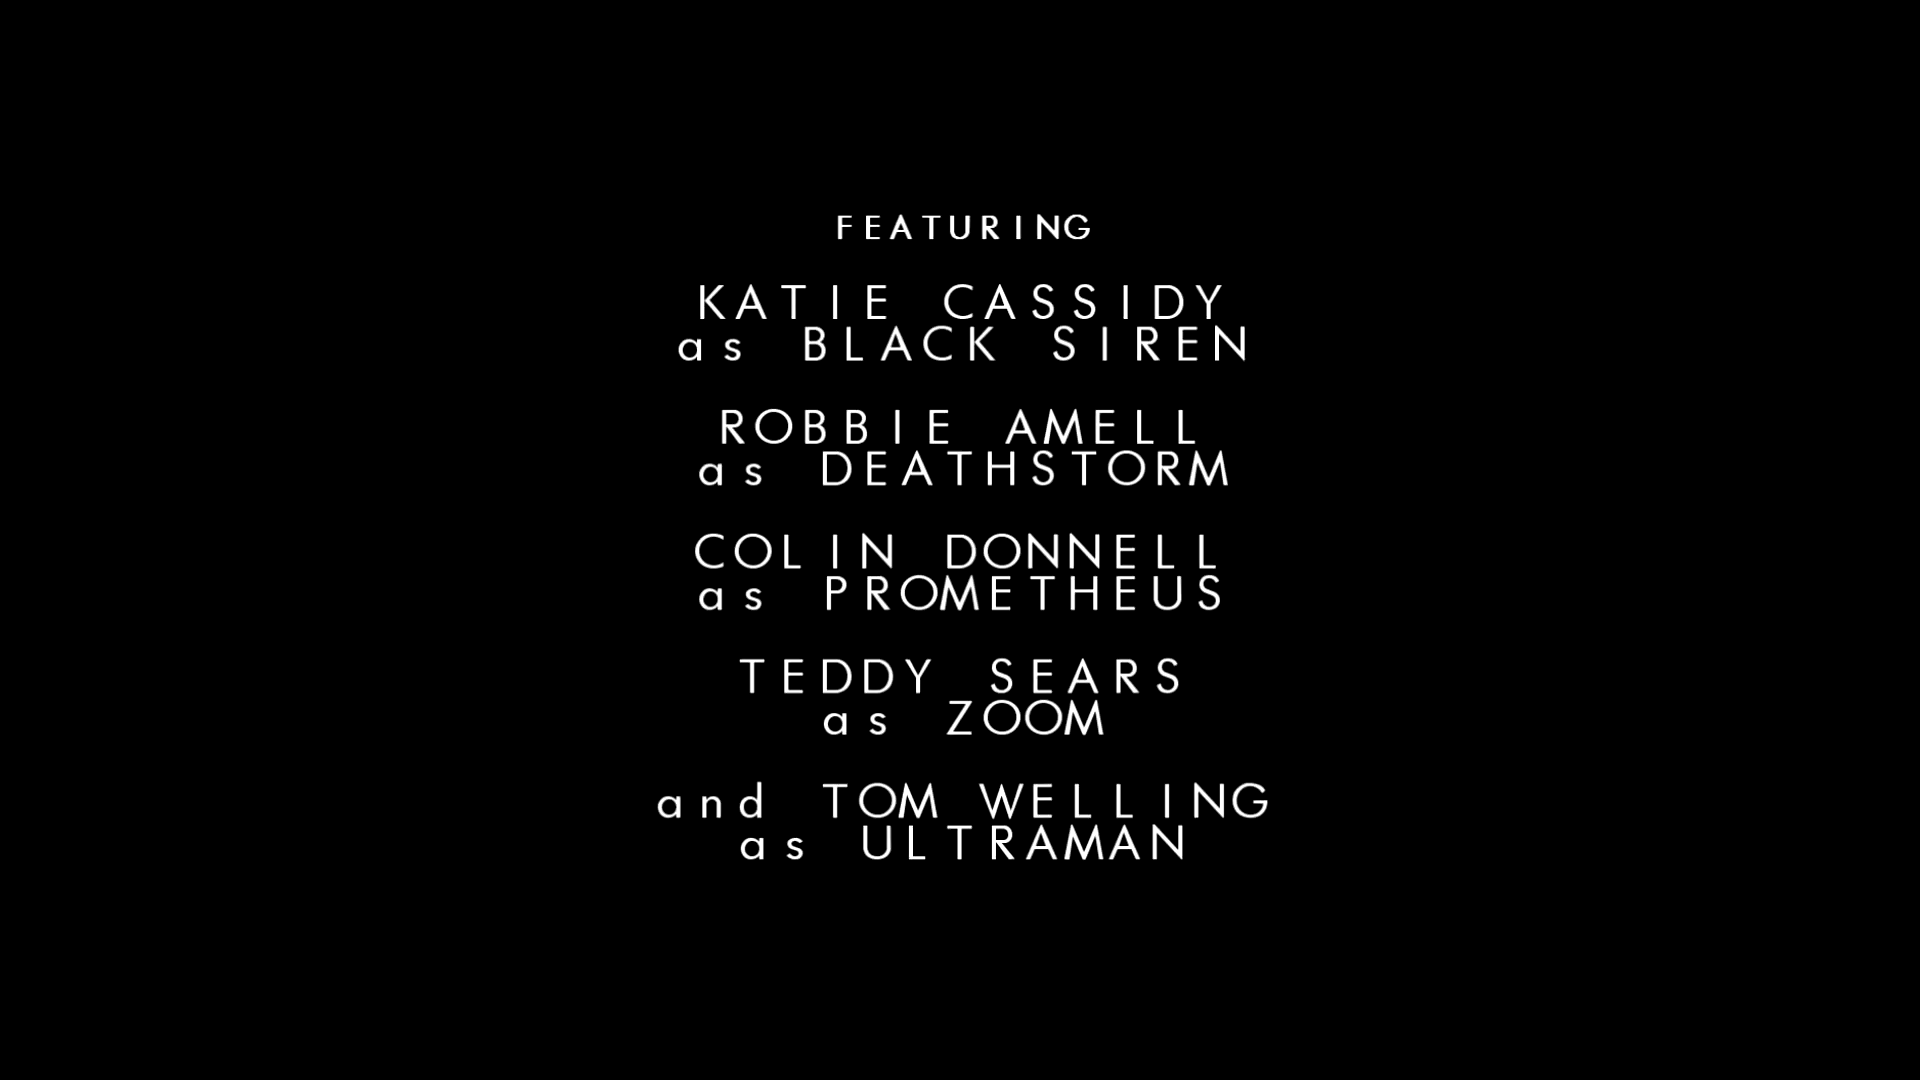 FEATURING
KATIE CASSIDY
as BLACK SIREN
ROBBIE AMELL
as DEATHSTORM
COLIN DONNELL
as PROMETHEUS
TEDDY SEARS
as ZOOM
and TOM WELLING
as ULTRAMAN